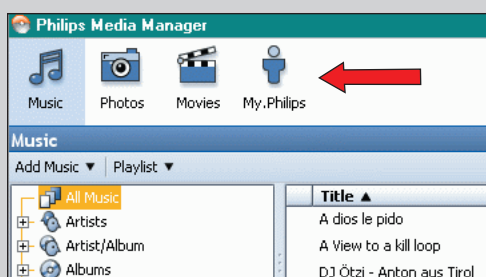 Philips Media Manager
Music Photos Movies My.Philips
Music
Add Music ▼ Playlist ▼
All Music
Artists
Artist/Album
Albums
Title ▲
A dios le pido
A View to a kill loop
DJ Ötzi - Anton aus Tirol